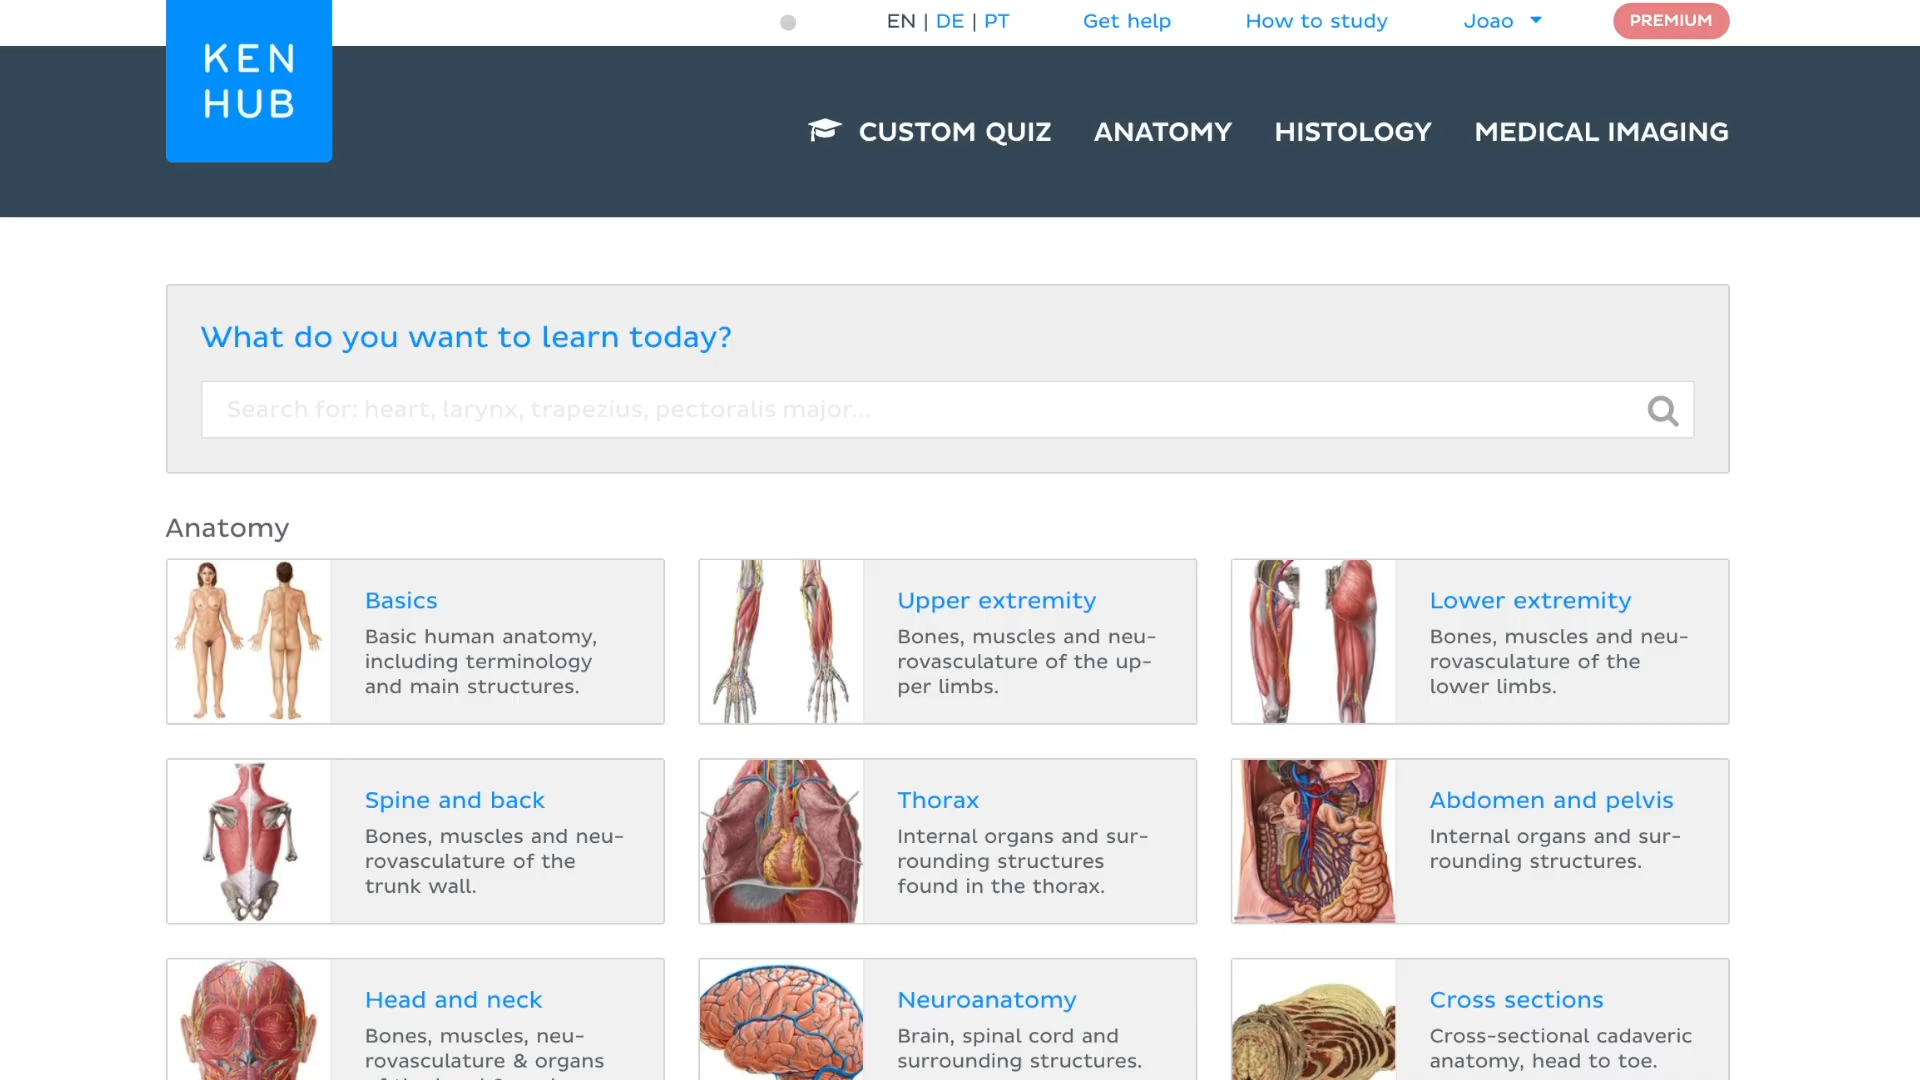 EN | DE | PT
Get help
How to study
Joao
PREMIUM
KEN
HUB
CUSTOM QUIZ
ANATOMY
HISTOLOGY
MEDICAL IMAGING
What do you want to learn today?
Search for: heart, larynx, trapezius, pectoralis major...
Anatomy
Basics
Basic human anatomy,
including terminology
and main structures.
Upper extremity
Bones, muscles and neu-
rovasculature of the up-
per limbs.
Lower extremity
Bones, muscles and neu-
rovasculature of the
lower limbs.
Spine and back
Bones, muscles and neu-
rovasculature of the
trunk wall.
Thorax
Internal organs and sur-
rounding structures
found in the thorax.
Abdomen and pelvis
Internal organs and sur-
rounding structures.
Head and neck
Bones, muscles, neu-
rovasculature & organs
Neuroanatomy
Brain, spinal cord and
surrounding structures.
Cross sections
Cross-sectional cadaveric
anatomy, head to toe.